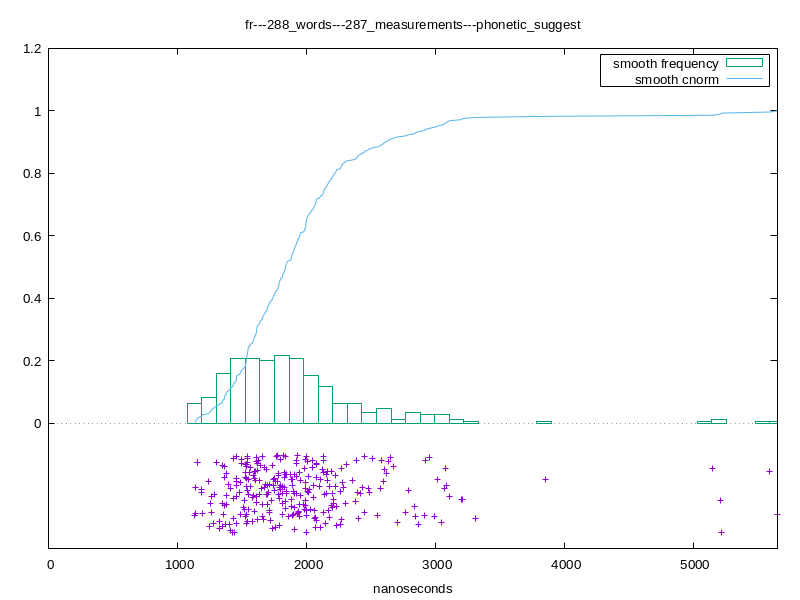 fr---288_words---287_measurements---phonetic_suggest
1.2
smooth frequency
smooth cnorm
1
0.8
0.6
0.4
0.2
0
0 1000 2000 3000 4000 5000
nanoseconds